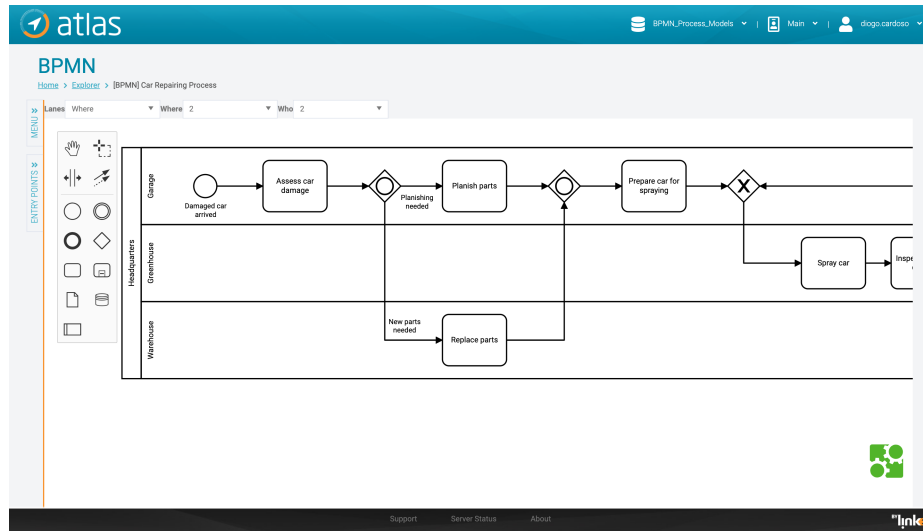 atlas
BPMN_Process_Models
Main
diogo.cardoso
BPMN
Home > Explorer > [BPMN] Car Repairing Process
Lanes Where
Where 2
Who 2
MENU
ENTRY POINTS
Headquarters
Garage
Greenhouse
Warehouse
Damaged car
arrived
Assess car
damage
Planishing
needed
Planish parts
Prepare car for
spraying
X
Spray car
Inspe
New parts
needed
Replace parts
Support
Server Status
About
link